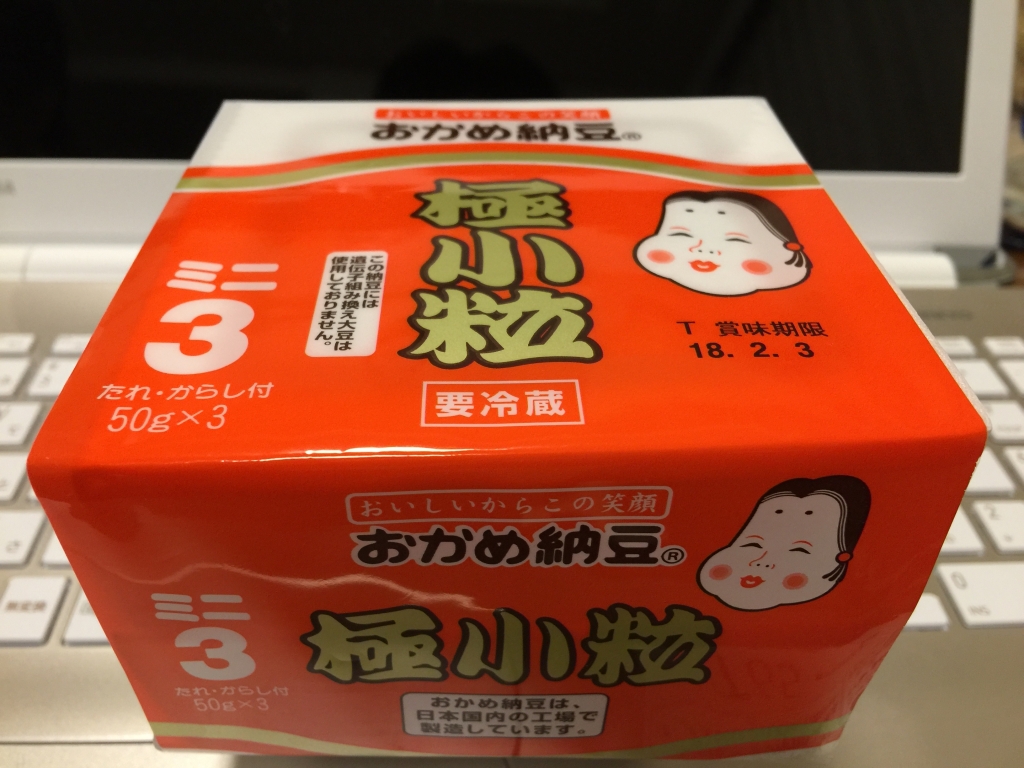 おいしいからこの笑顔
おかめ納豆®
極小粒
この納豆には
遺伝子組み換え大豆は
使用しておりません。
ミニ
3
たれ・からし付
50g×3
T 賞味期限
18. 2. 3
要冷蔵
おいしいからこの笑顔
おかめ納豆®
ミニ
3
極小粒
たれ・からし付
50g×3
おかめ納豆は、
日本国内の工場で
製造しています。